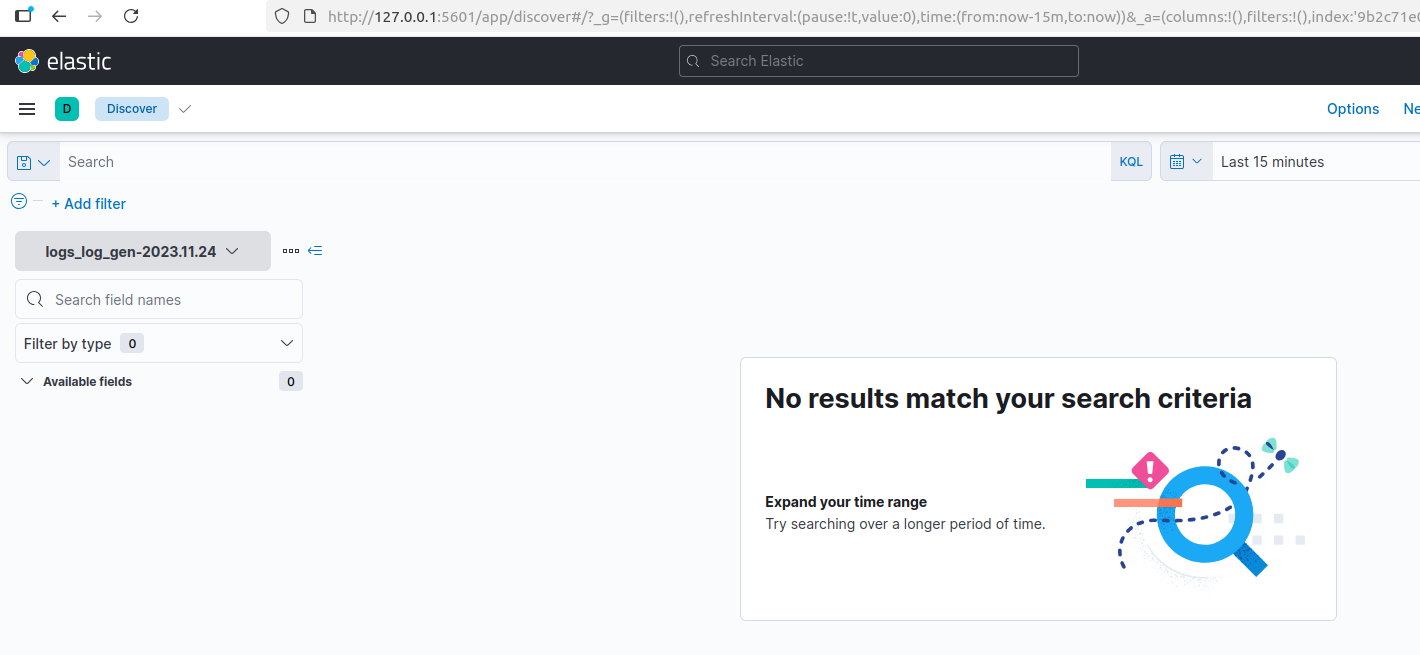 http://127.0.0.1:5601/app/discover#/?_g=(filters:!(),refreshInterval:(pause:!t,value:0),time:(from:now-15m,to:now))&_a=(columns:!(),filters:!(),index:'9b2c71e
elastic
Search Elastic
D Discover Options Ne
Search KQL Last 15 minutes
+ Add filter
logs_log_gen-2023.11.24
Search field names
Filter by type 0
Available fields 0
No results match your search criteria
Expand your time range
Try searching over a longer period of time.